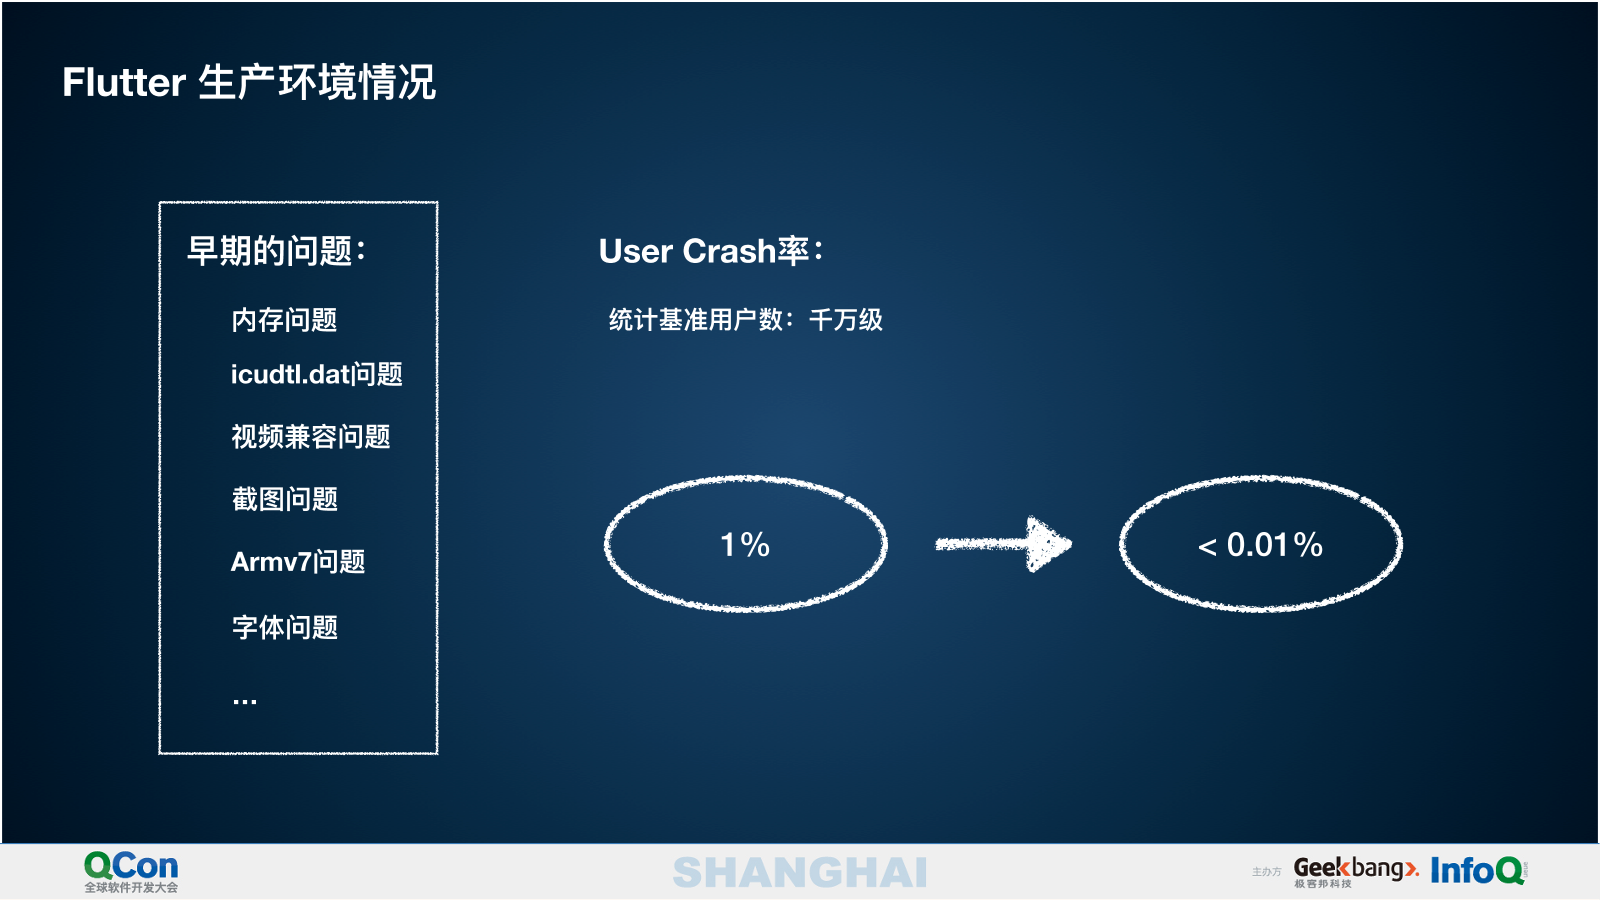 Flutter 生产环境情况
早期的问题：
内存问题
icudtl.dat问题
视频兼容问题
截图问题
Armv7问题
字体问题
...
User Crash率：
统计基准用户数：千万级
1%
< 0.01%
QCon
全球软件开发大会
SHANGHAI
主办方
Geekbang>.
极客邦科技
InfoQ